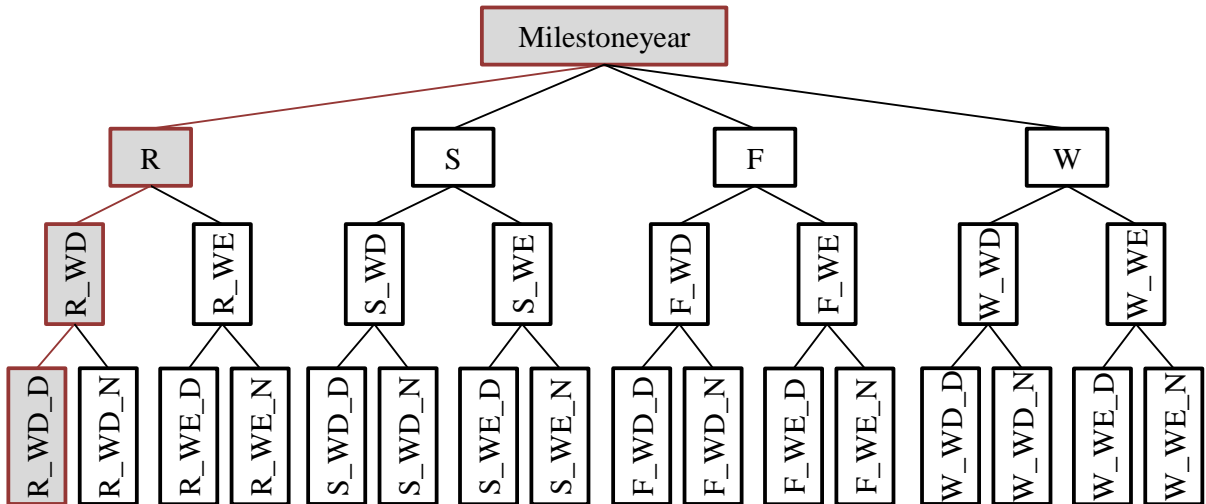 Milestoneyear
R
S
F
W
R_WD
R_WE
S_WD
S_WE
F_WD
F_WE
W_WD
W_WE
R_WD_D
R_WD_N
R_WE_D
R_WE_N
S_WD_D
S_WD_N
S_WE_D
S_WE_N
F_WD_D
F_WD_N
F_WE_D
F_WE_N
W_WD_D
W_WD_N
W_WE_D
W_WE_N